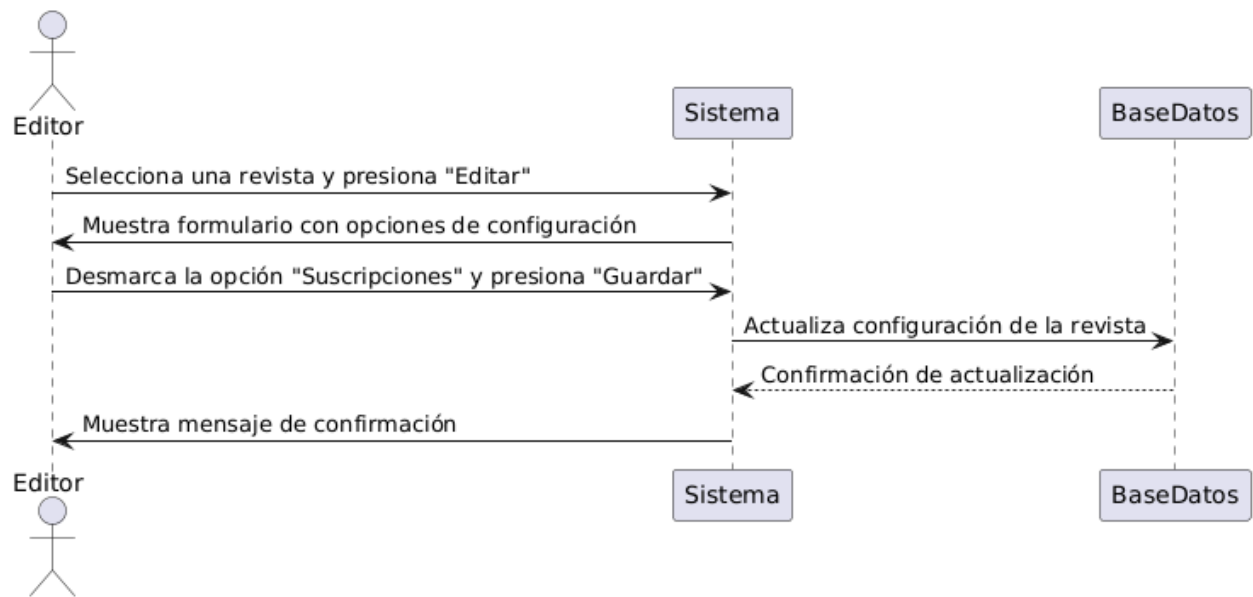 Editor
Sistema
BaseDatos
Selecciona una revista y presiona "Editar"
Muestra formulario con opciones de configuración
Desmarca la opción "Suscripciones" y presiona "Guardar"
Actualiza configuración de la revista
Confirmación de actualización
Muestra mensaje de confirmación
Editor
Sistema
BaseDatos